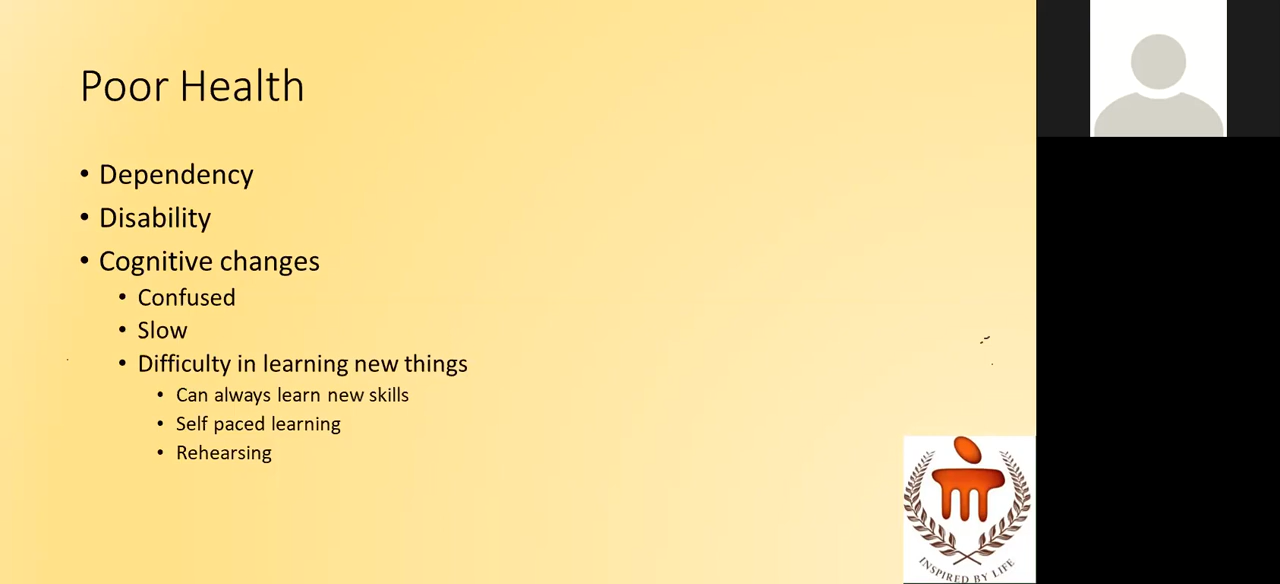 Poor Health
• Dependency
• Disability
• Cognitive changes
• Confused
• Slow
• Difficulty in learning new things
• Can always learn new skills
• Self paced learning
• Rehearsing
INSPIRED BY LIFE